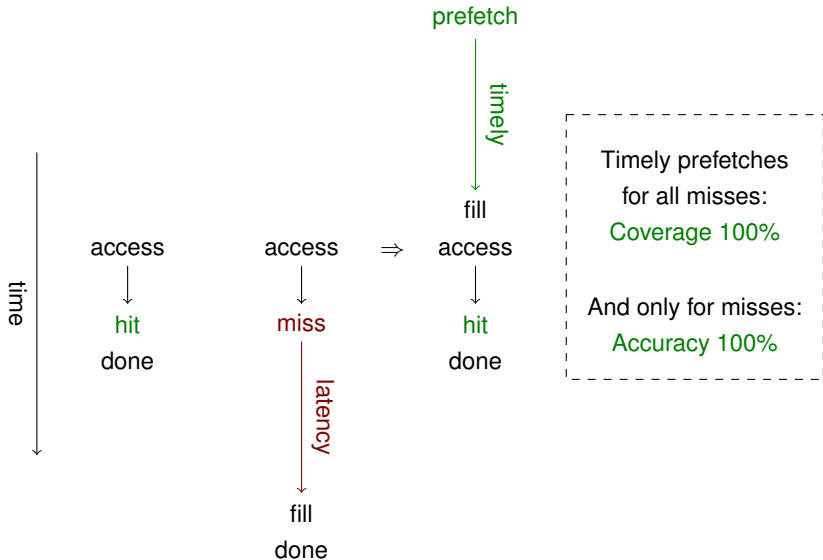 prefetch
timely
fill
time
access
hit
done
access
miss
latency
fill
done
⇒
access
hit
done
Timely prefetches
for all misses:
Coverage 100%
And only for misses:
Accuracy 100%